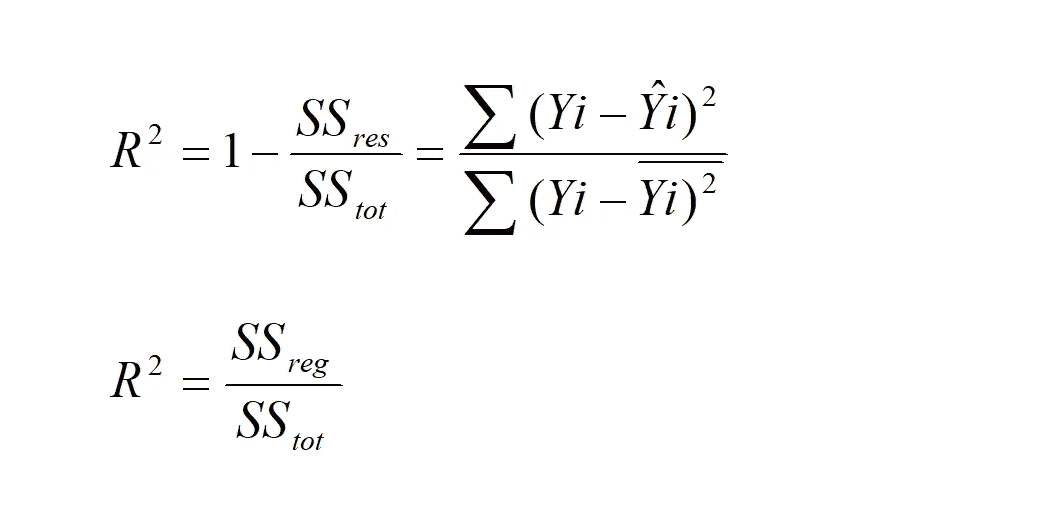 R² = 1 − SS_res / SS_tot = ∑ (Yi − Ŷi)² / ∑ (Yi − \overline{Yi)²}
R² = SS_reg / SS_tot